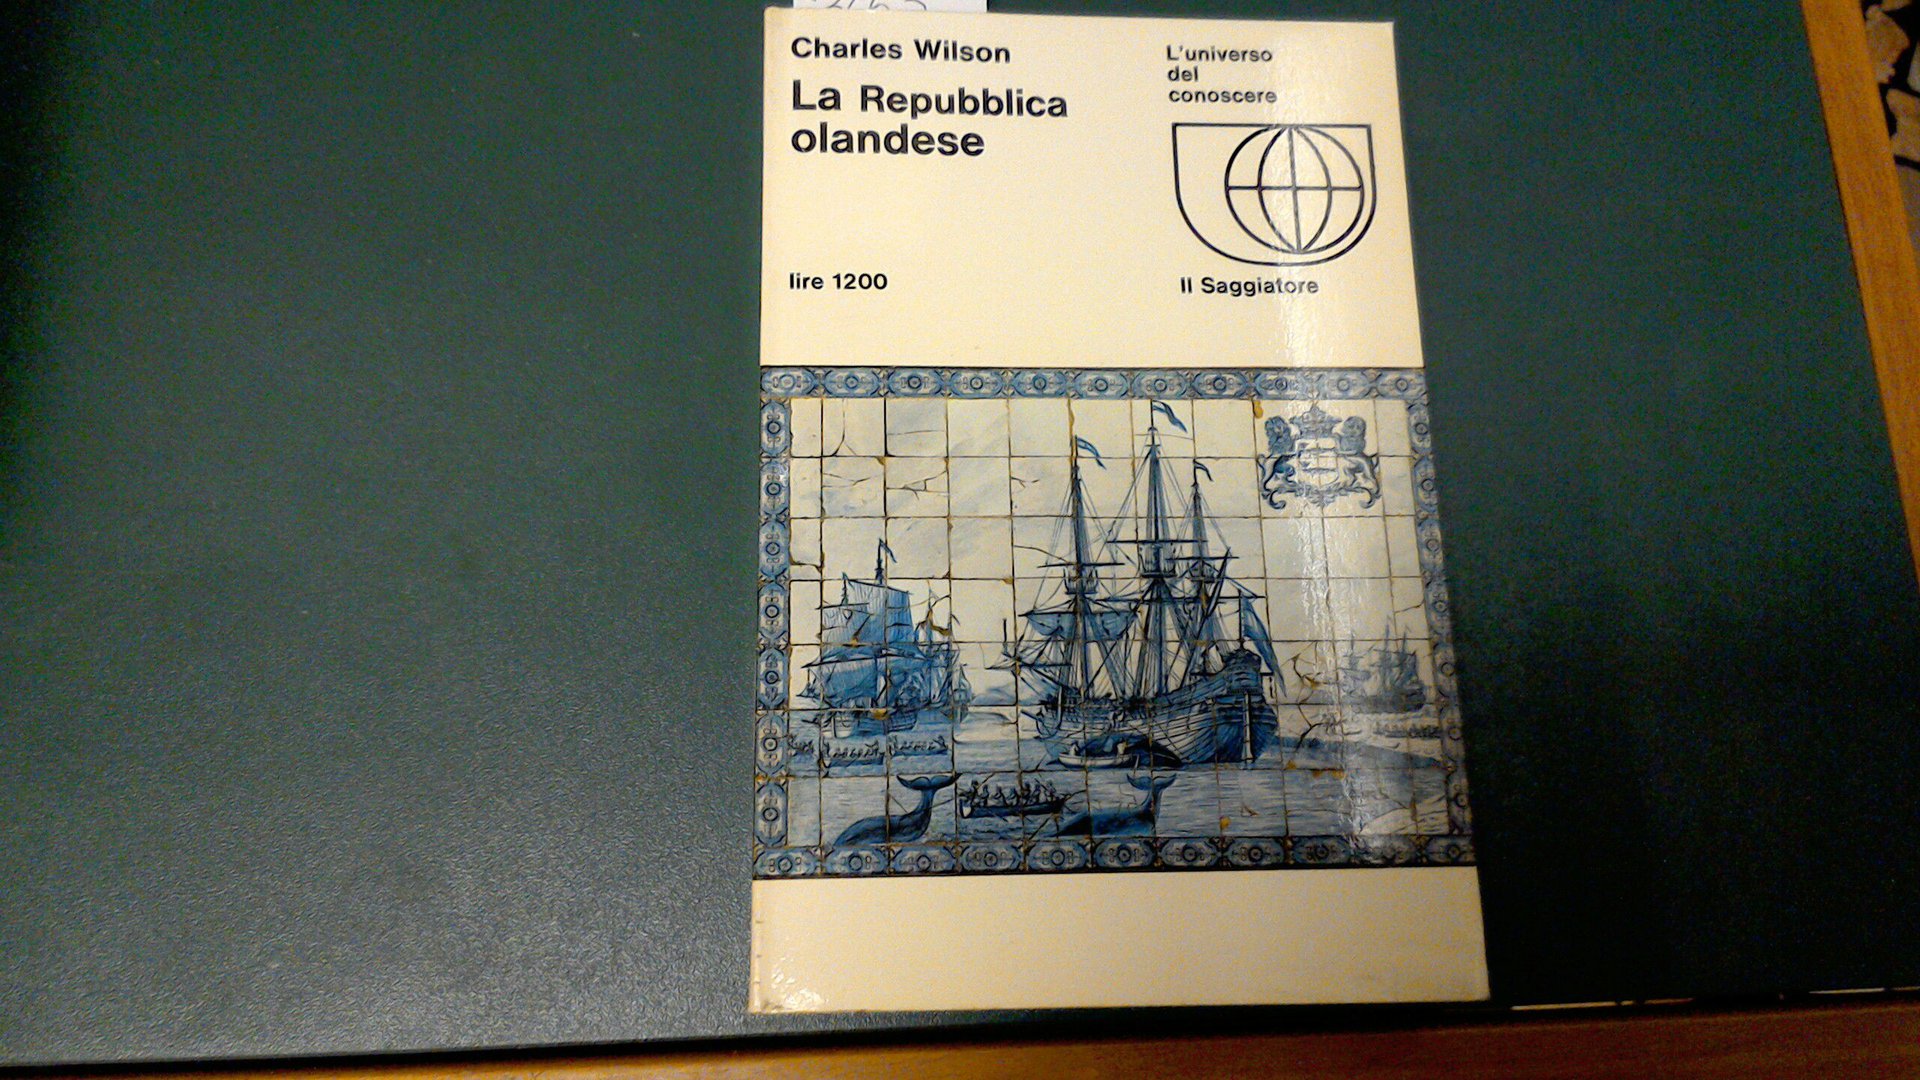 Charles Wilson
La Repubblica
olandese
lire 1200
L'universo
del
conoscere
Il Saggiatore